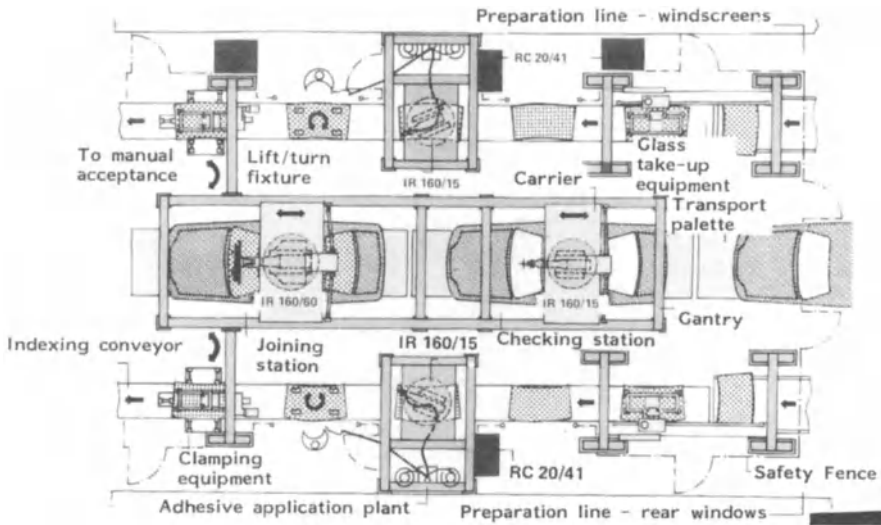 Preparation line - windscreens
RC 20/41
To manual
acceptance
Lift/turn
fixture
IR 160/15
Carrier
Glass
take-up
equipment
Transport
palette
IR 160/60
IR 160/15
Gantry
Indexing conveyor
Joining
station
IR 160/15
Checking station
Clamping
equipment
RC 20/41
Safety Fence
Adhesive application plant
Preparation line - rear windows